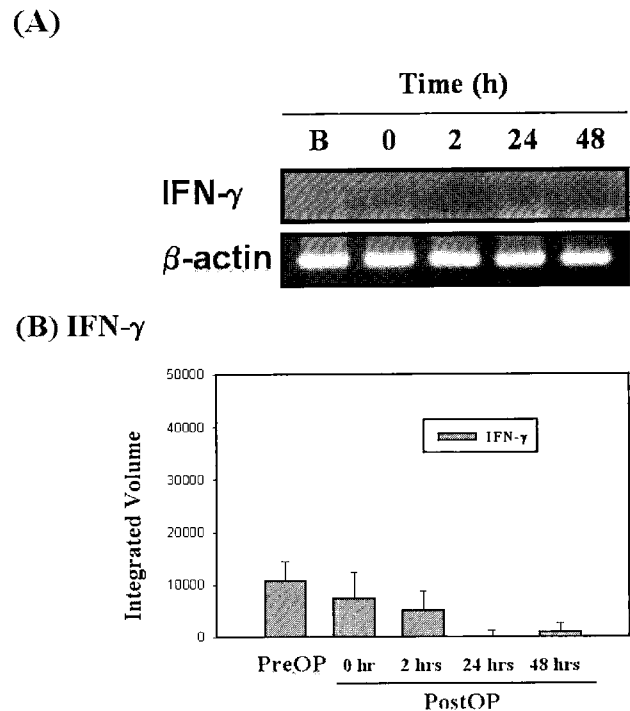 (A)
Time (h)
B 0 2 24 48
IFN-γ
β-actin
(B) IFN-γ
50000
40000
30000
20000
10000
0
Integrated Volume
IFN-γ
PreOP 0 hr 2 hrs 24 hrs 48 hrs
PostOP